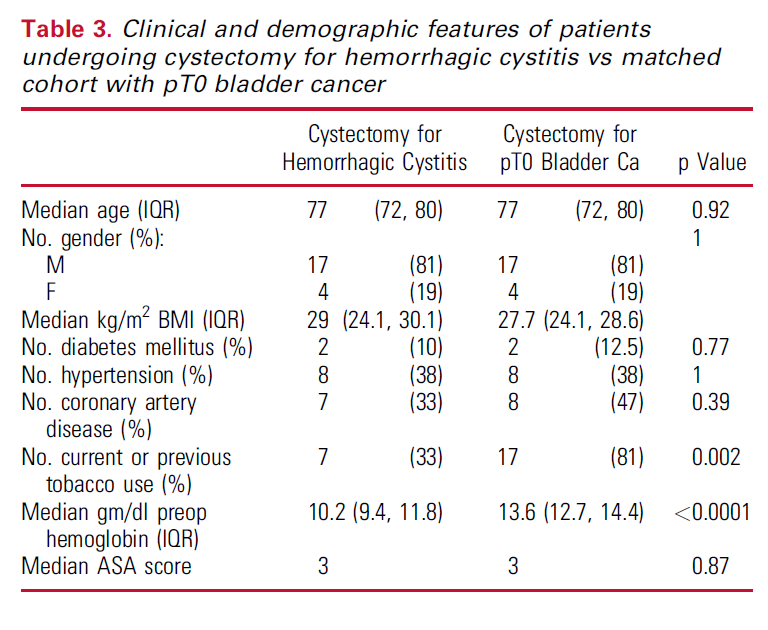 Table 3. Clinical and demographic features of patients
undergoing cystectomy for hemorrhagic cystitis vs matched
cohort with pT0 bladder cancer
Cystectomy for Hemorrhagic Cystitis Cystectomy for pT0 Bladder Ca p Value
Median age (IQR) 77 (72, 80) 77 (72, 80) 0.92
No. gender (%): 1
M 17 (81) 17 (81)
F 4 (19) 4 (19)
Median kg/m² BMI (IQR) 29 (24.1, 30.1) 27.7 (24.1, 28.6)
No. diabetes mellitus (%) 2 (10) 2 (12.5) 0.77
No. hypertension (%) 8 (38) 8 (38) 1
No. coronary artery 7 (33) 8 (47) 0.39
disease (%)
No. current or previous 7 (33) 17 (81) 0.002
tobacco use (%)
Median gm/dl preop 10.2 (9.4, 11.8) 13.6 (12.7, 14.4) <0.0001
hemoglobin (IQR)
Median ASA score 3 3 0.87